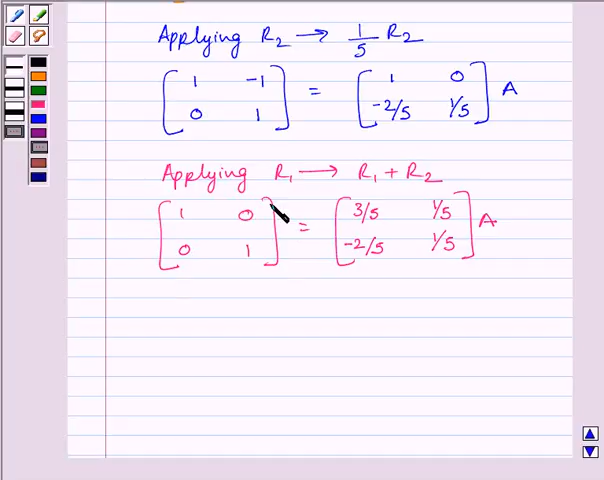 Applying R₂ → 1/5 R₂
[1 -1
0 1] = [1 0
-2/5 1/5] A
Applying R₁ → R₁ + R₂
[1 0
0 1] = [3/5 1/5
-2/5 1/5] A